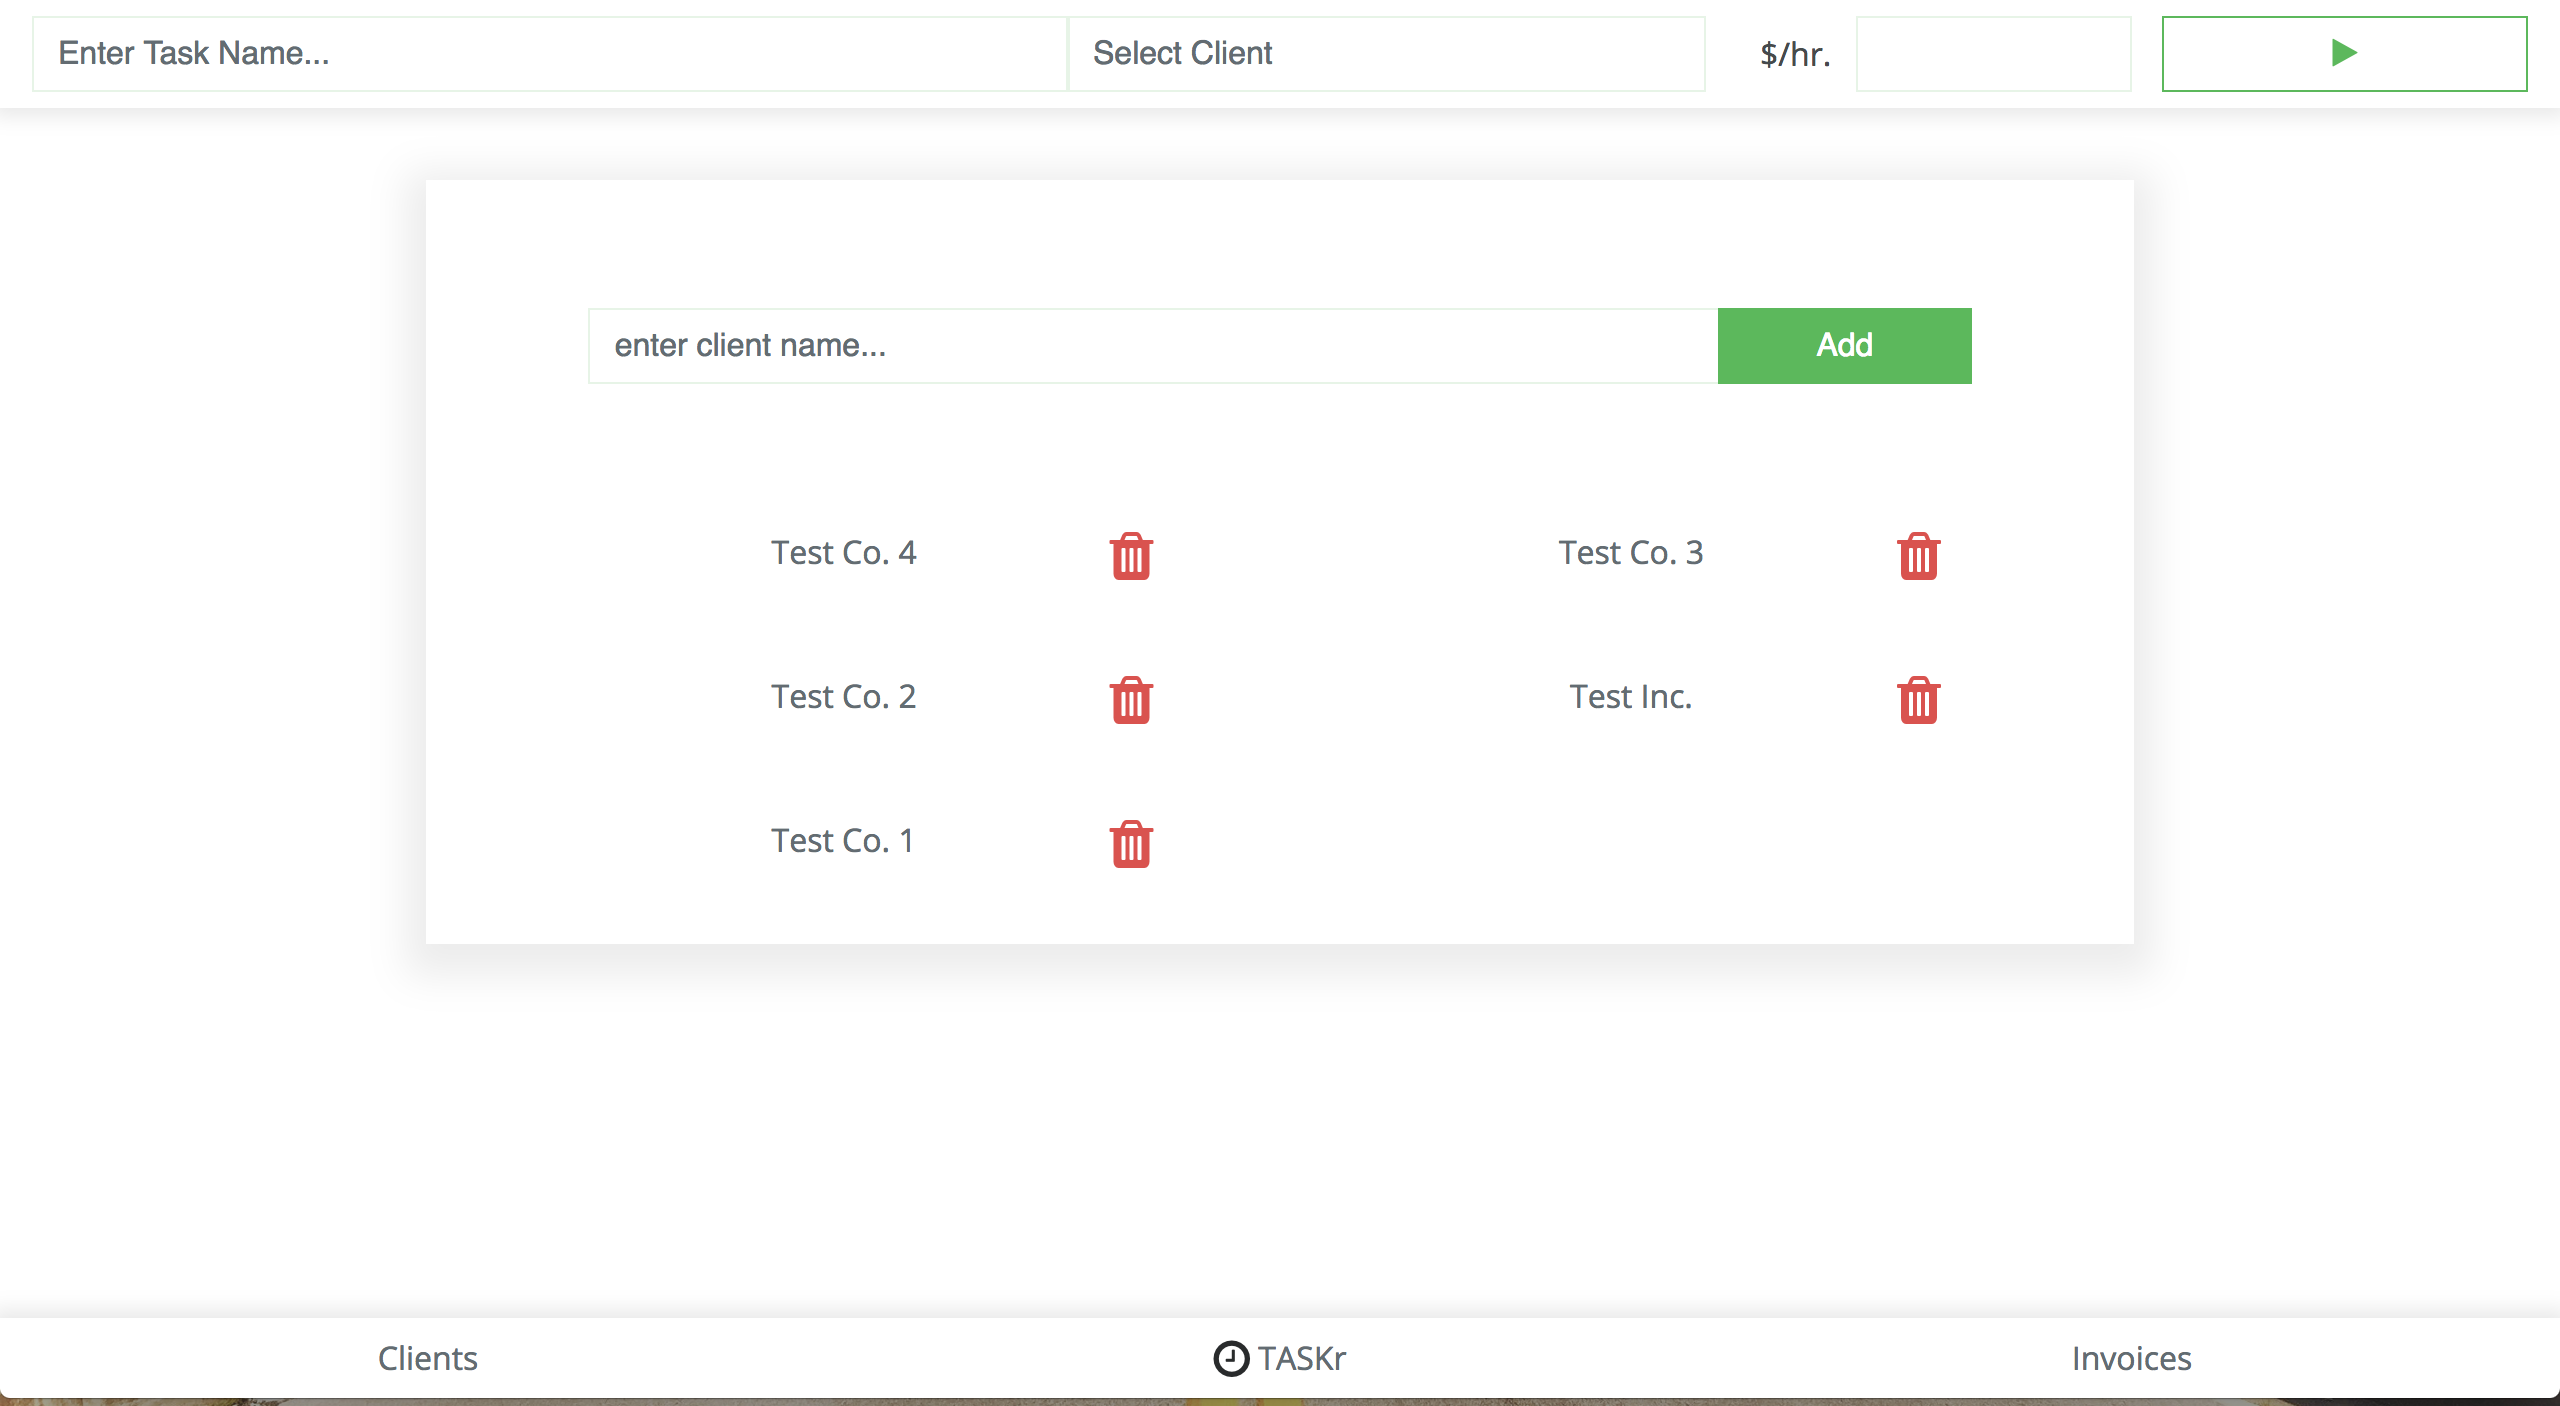 Enter Task Name... Select Client $/hr.
enter client name... Add
Test Co. 4 Test Co. 3
Test Co. 2 Test Inc.
Test Co. 1
Clients TASKr Invoices